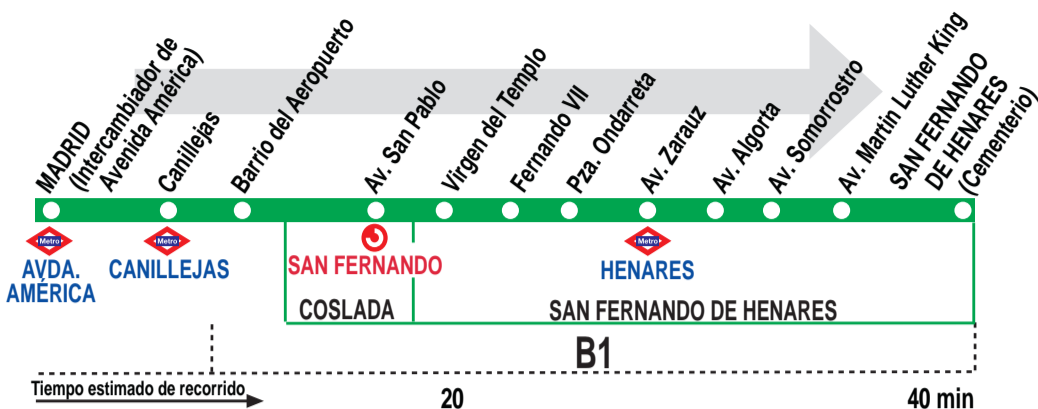 MADRID
(Intercambiador de
Avenida América)
Canillejas
Barrio del Aeropuerto
Av. San Pablo
Virgen del Templo
Fernando VII
Pza. Ondarreta
Av. Zarauz
Av. Algorta
Av. Somorrostro
Av. Martin Luther King
SAN FERNANDO
DE HENARES
(Cementerio)
Metro
AVDA.
AMÉRICA
Metro
CANILLEJAS
SAN FERNANDO
Metro
HENARES
COSLADA
SAN FERNANDO DE HENARES
B1
Tiempo estimado de recorrido
20
40 min